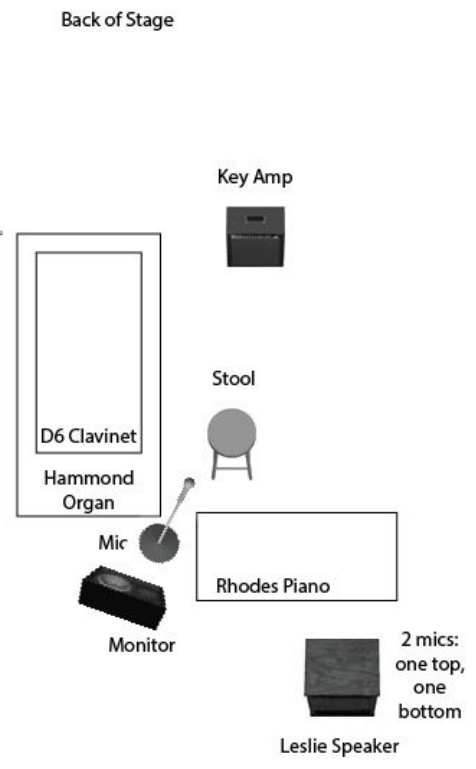 Back of Stage
Key Amp
Stool
D6 Clavinet
Hammond
Organ
Mic
Rhodes Piano
Monitor
2 mics:
one top,
one
bottom
Leslie Speaker